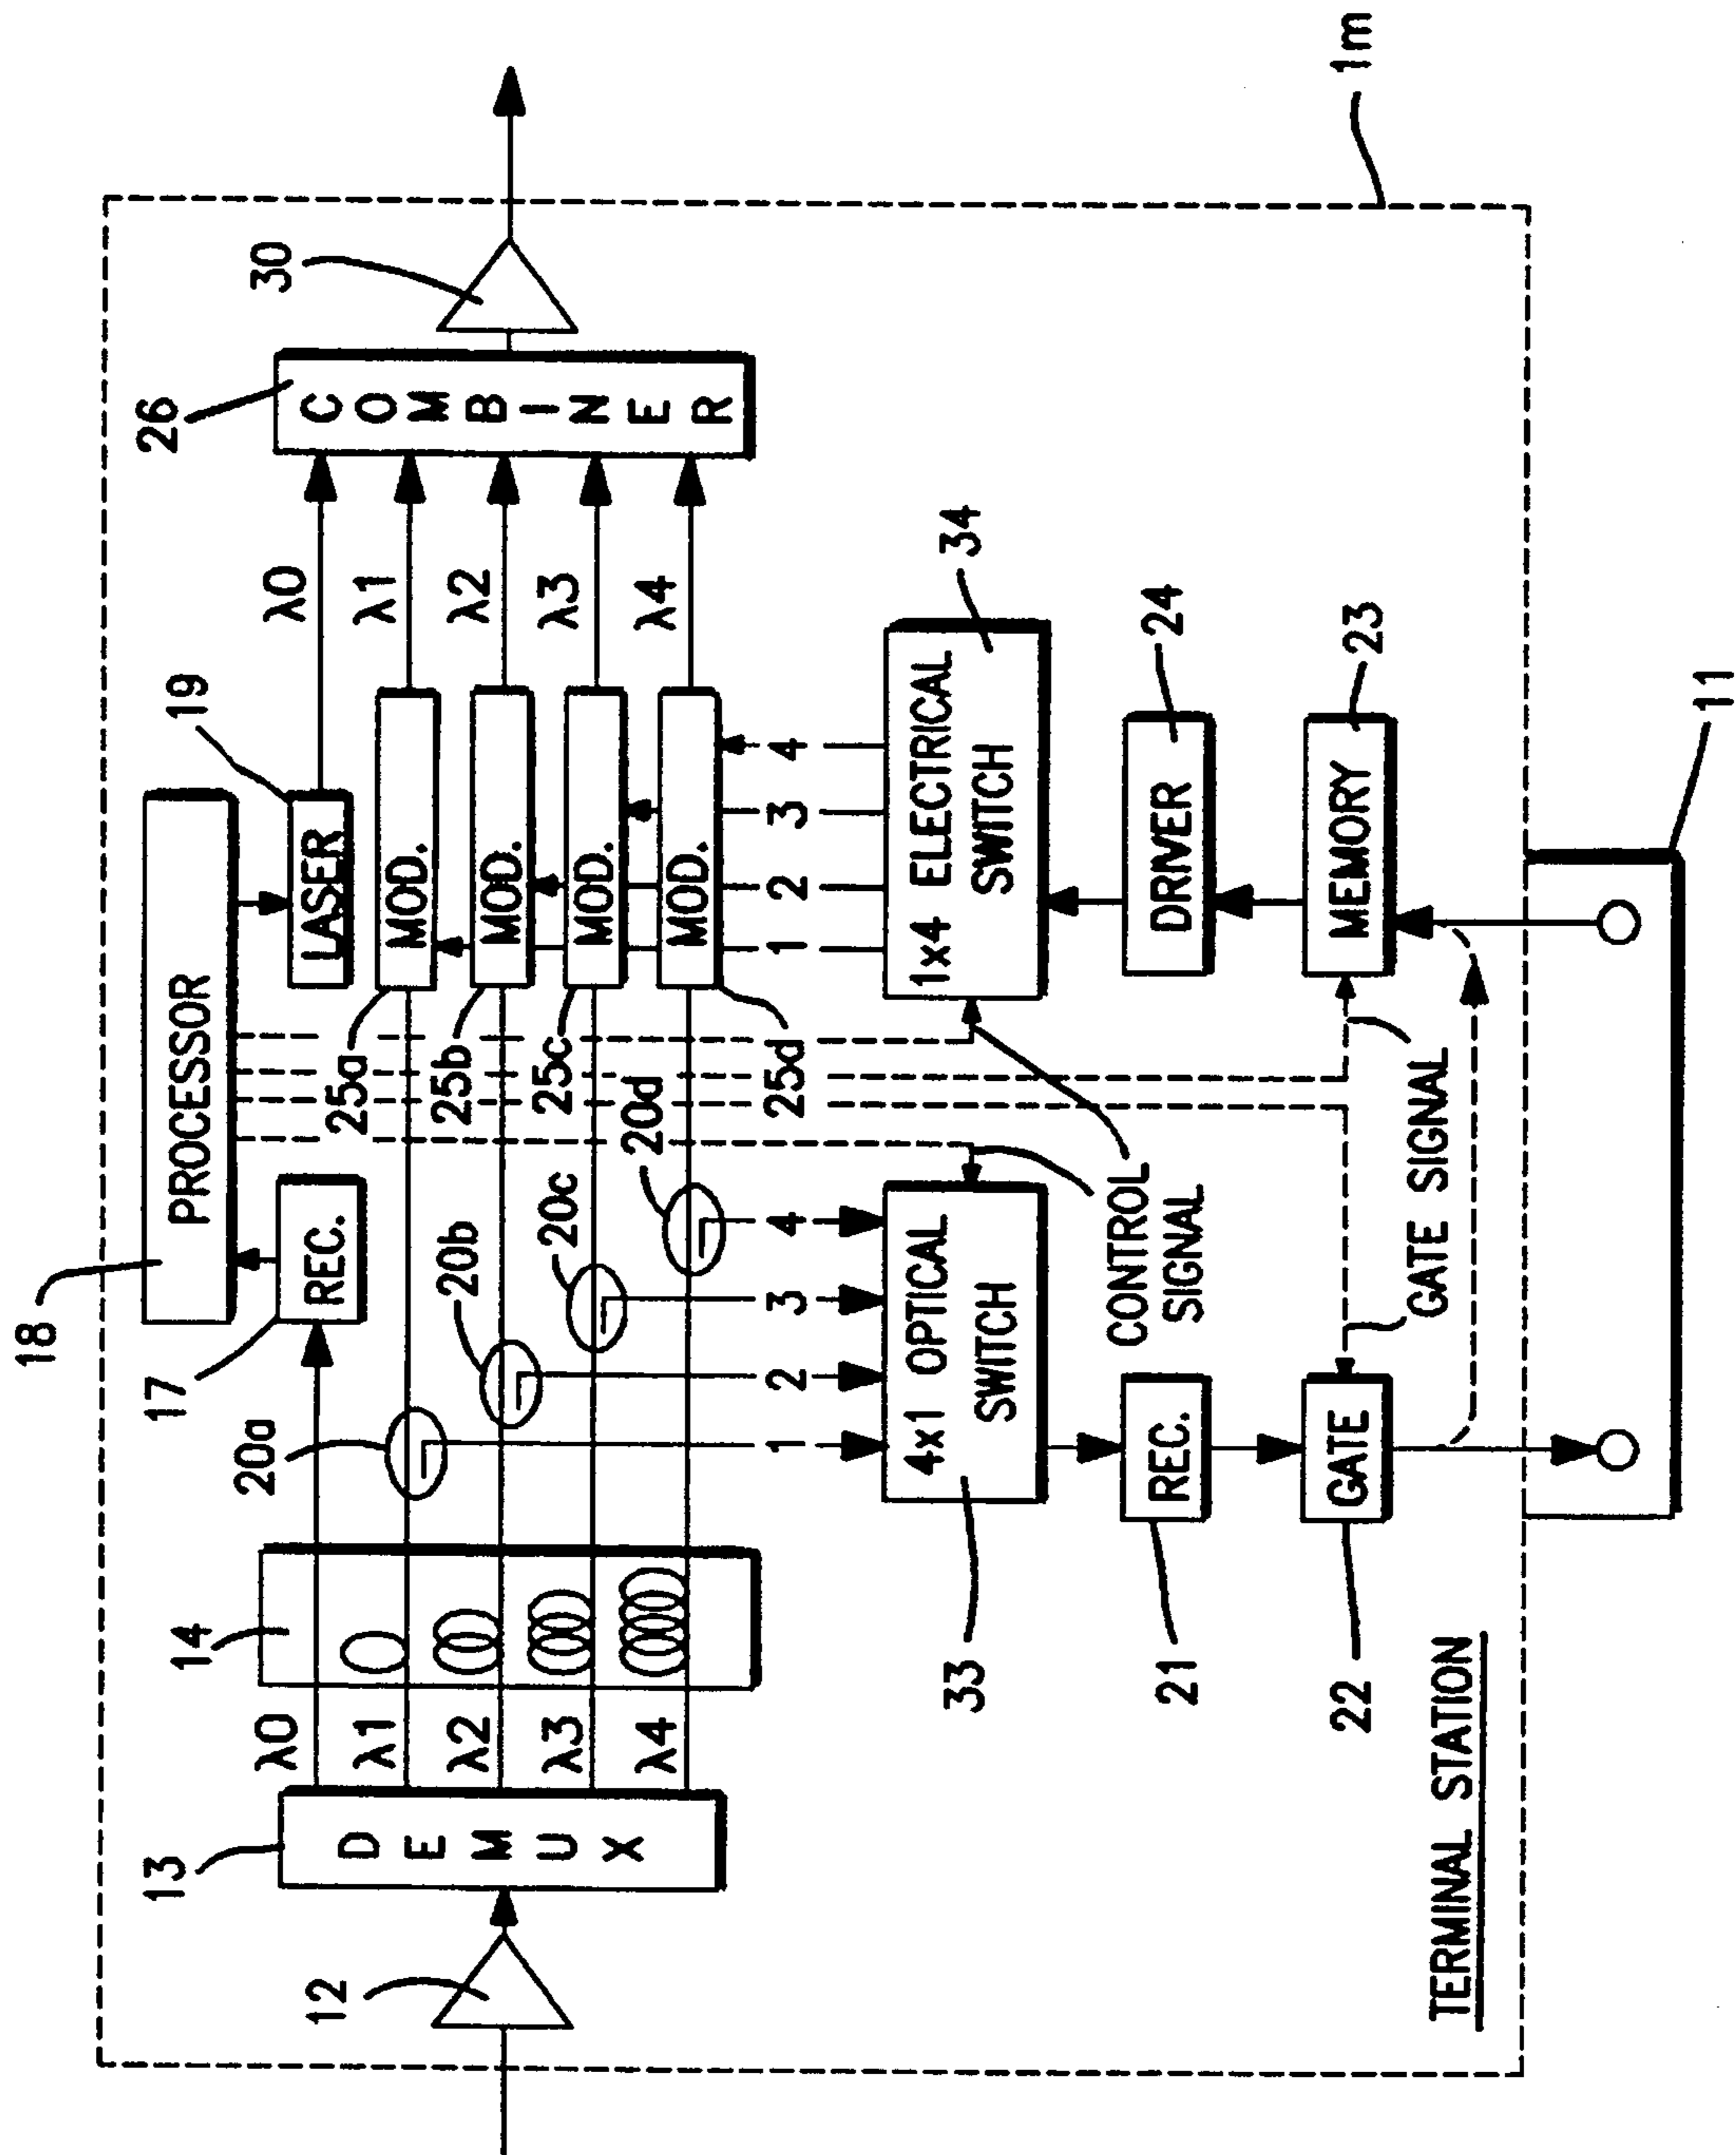 1m
18
PROCESSOR
19
LASER
17
REC.
26
COMBINER
30
12
13
DEMUX
14
λ0
λ1
λ2
λ3
λ4
λ0
λ1
λ2
λ3
λ4
20a
20b
20c
20d
25a
25b
25c
25d
MOD.
MOD.
MOD.
MOD.
1
2
3
4
1
2
3
4
33
4x1 OPTICAL
SWITCH
34
1x4 ELECTRICAL
SWITCH
CONTROL
SIGNAL
21
REC.
24
DRIVER
22
GATE
GATE SIGNAL
23
MEMORY
TERMINAL STATION
11